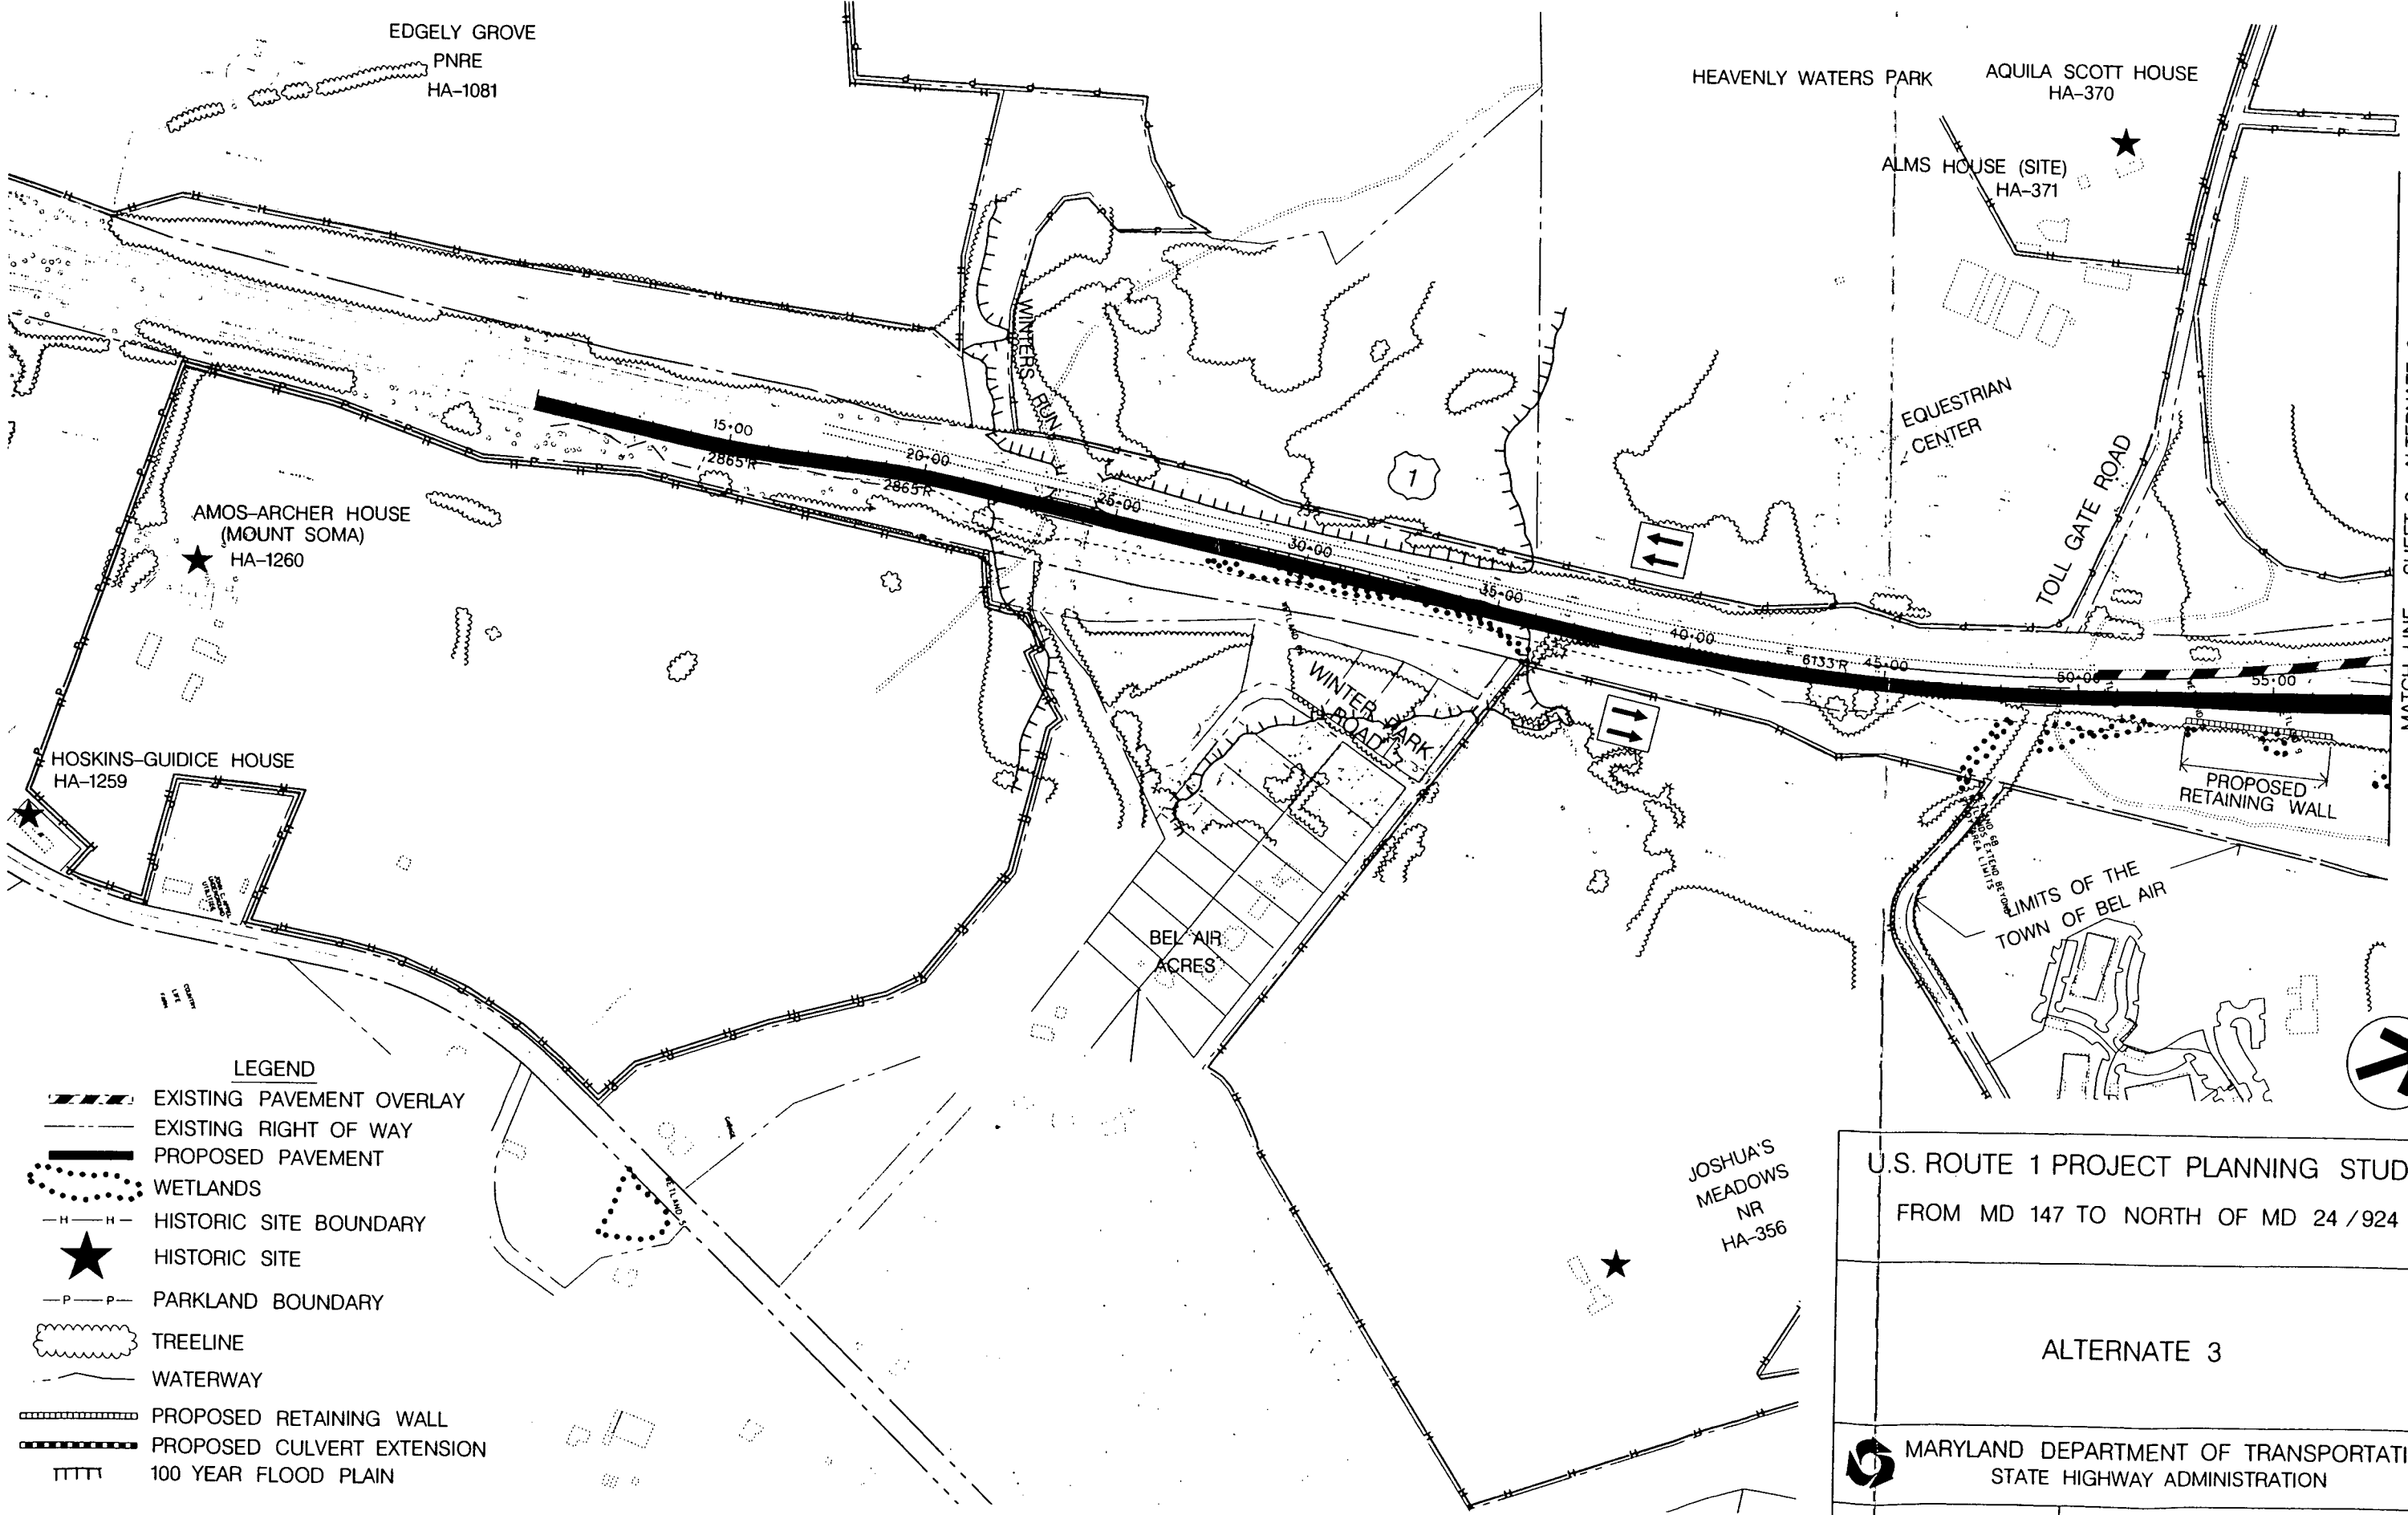 EDGELY GROVE
PNRE
HA-1081
HEAVENLY WATERS PARK
AQUILA SCOTT HOUSE
HA-370
ALMS HOUSE (SITE)
HA-371
WINTERS RUN
1
EQUESTRIAN
CENTER
TOLL GATE ROAD
15+00
2865'R
20+00
2865'R
25+00
30+00
35+00
40+00
6133'R
45+00
50+00
55+00
AMOS-ARCHER HOUSE
(MOUNT SOMA)
HA-1260
HOSKINS-GUIDICE HOUSE
HA-1259
WINTER PARK
ROAD
PROPOSED
RETAINING WALL
LIMITS OF THE
TOWN OF BEL AIR
BEL AIR
ACRES
COUNTRY
LIFE
FARM
WETLAND 5
JOSHUA'S
MEADOWS
NR
HA-356
LEGEND
EXISTING PAVEMENT OVERLAY
EXISTING RIGHT OF WAY
PROPOSED PAVEMENT
WETLANDS
HISTORIC SITE BOUNDARY
HISTORIC SITE
PARKLAND BOUNDARY
TREELINE
WATERWAY
PROPOSED RETAINING WALL
PROPOSED CULVERT EXTENSION
100 YEAR FLOOD PLAIN
U.S. ROUTE 1 PROJECT PLANNING STUD
FROM MD 147 TO NORTH OF MD 24/924
ALTERNATE 3
MARYLAND DEPARTMENT OF TRANSPORTATI
STATE HIGHWAY ADMINISTRATION